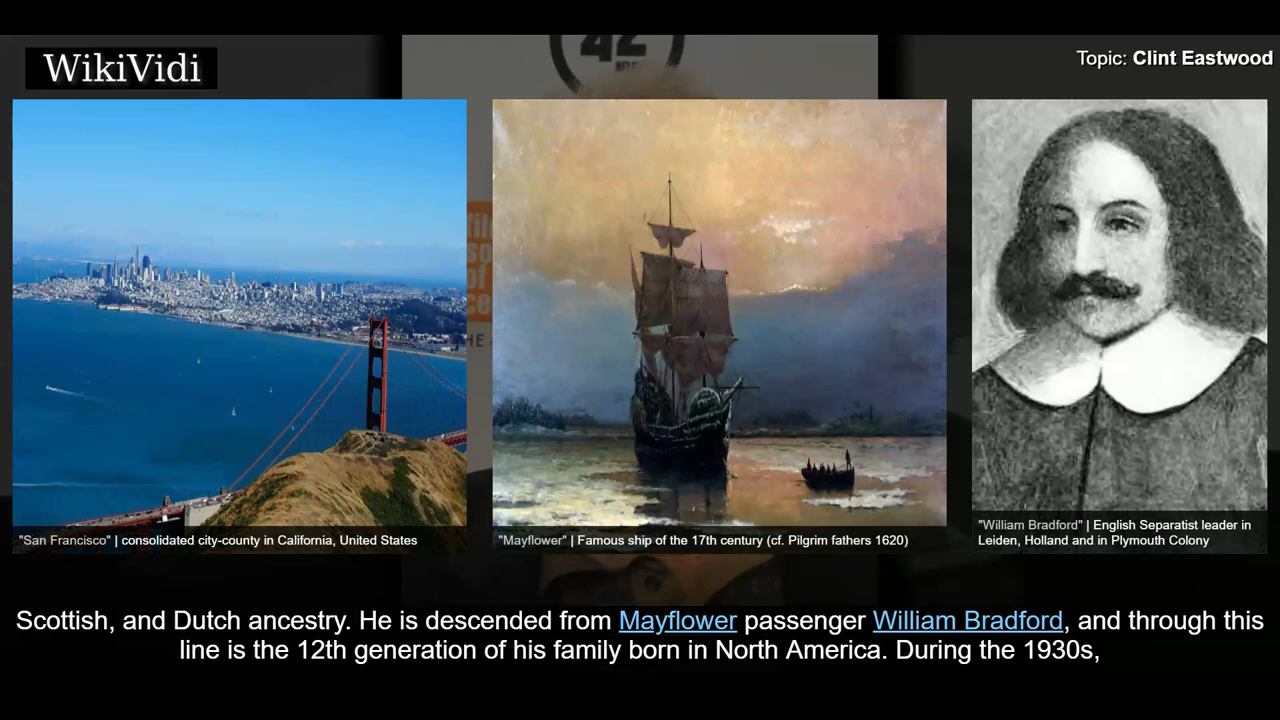 WikiVidi
Topic: Clint Eastwood
42
"San Francisco" | consolidated city-county in California, United States
"Mayflower" | Famous ship of the 17th century (cf. Pilgrim fathers 1620)
"William Bradford" | English Separatist leader in
Leiden, Holland and in Plymouth Colony
Scottish, and Dutch ancestry. He is descended from Mayflower passenger William Bradford, and through this
line is the 12th generation of his family born in North America. During the 1930s,